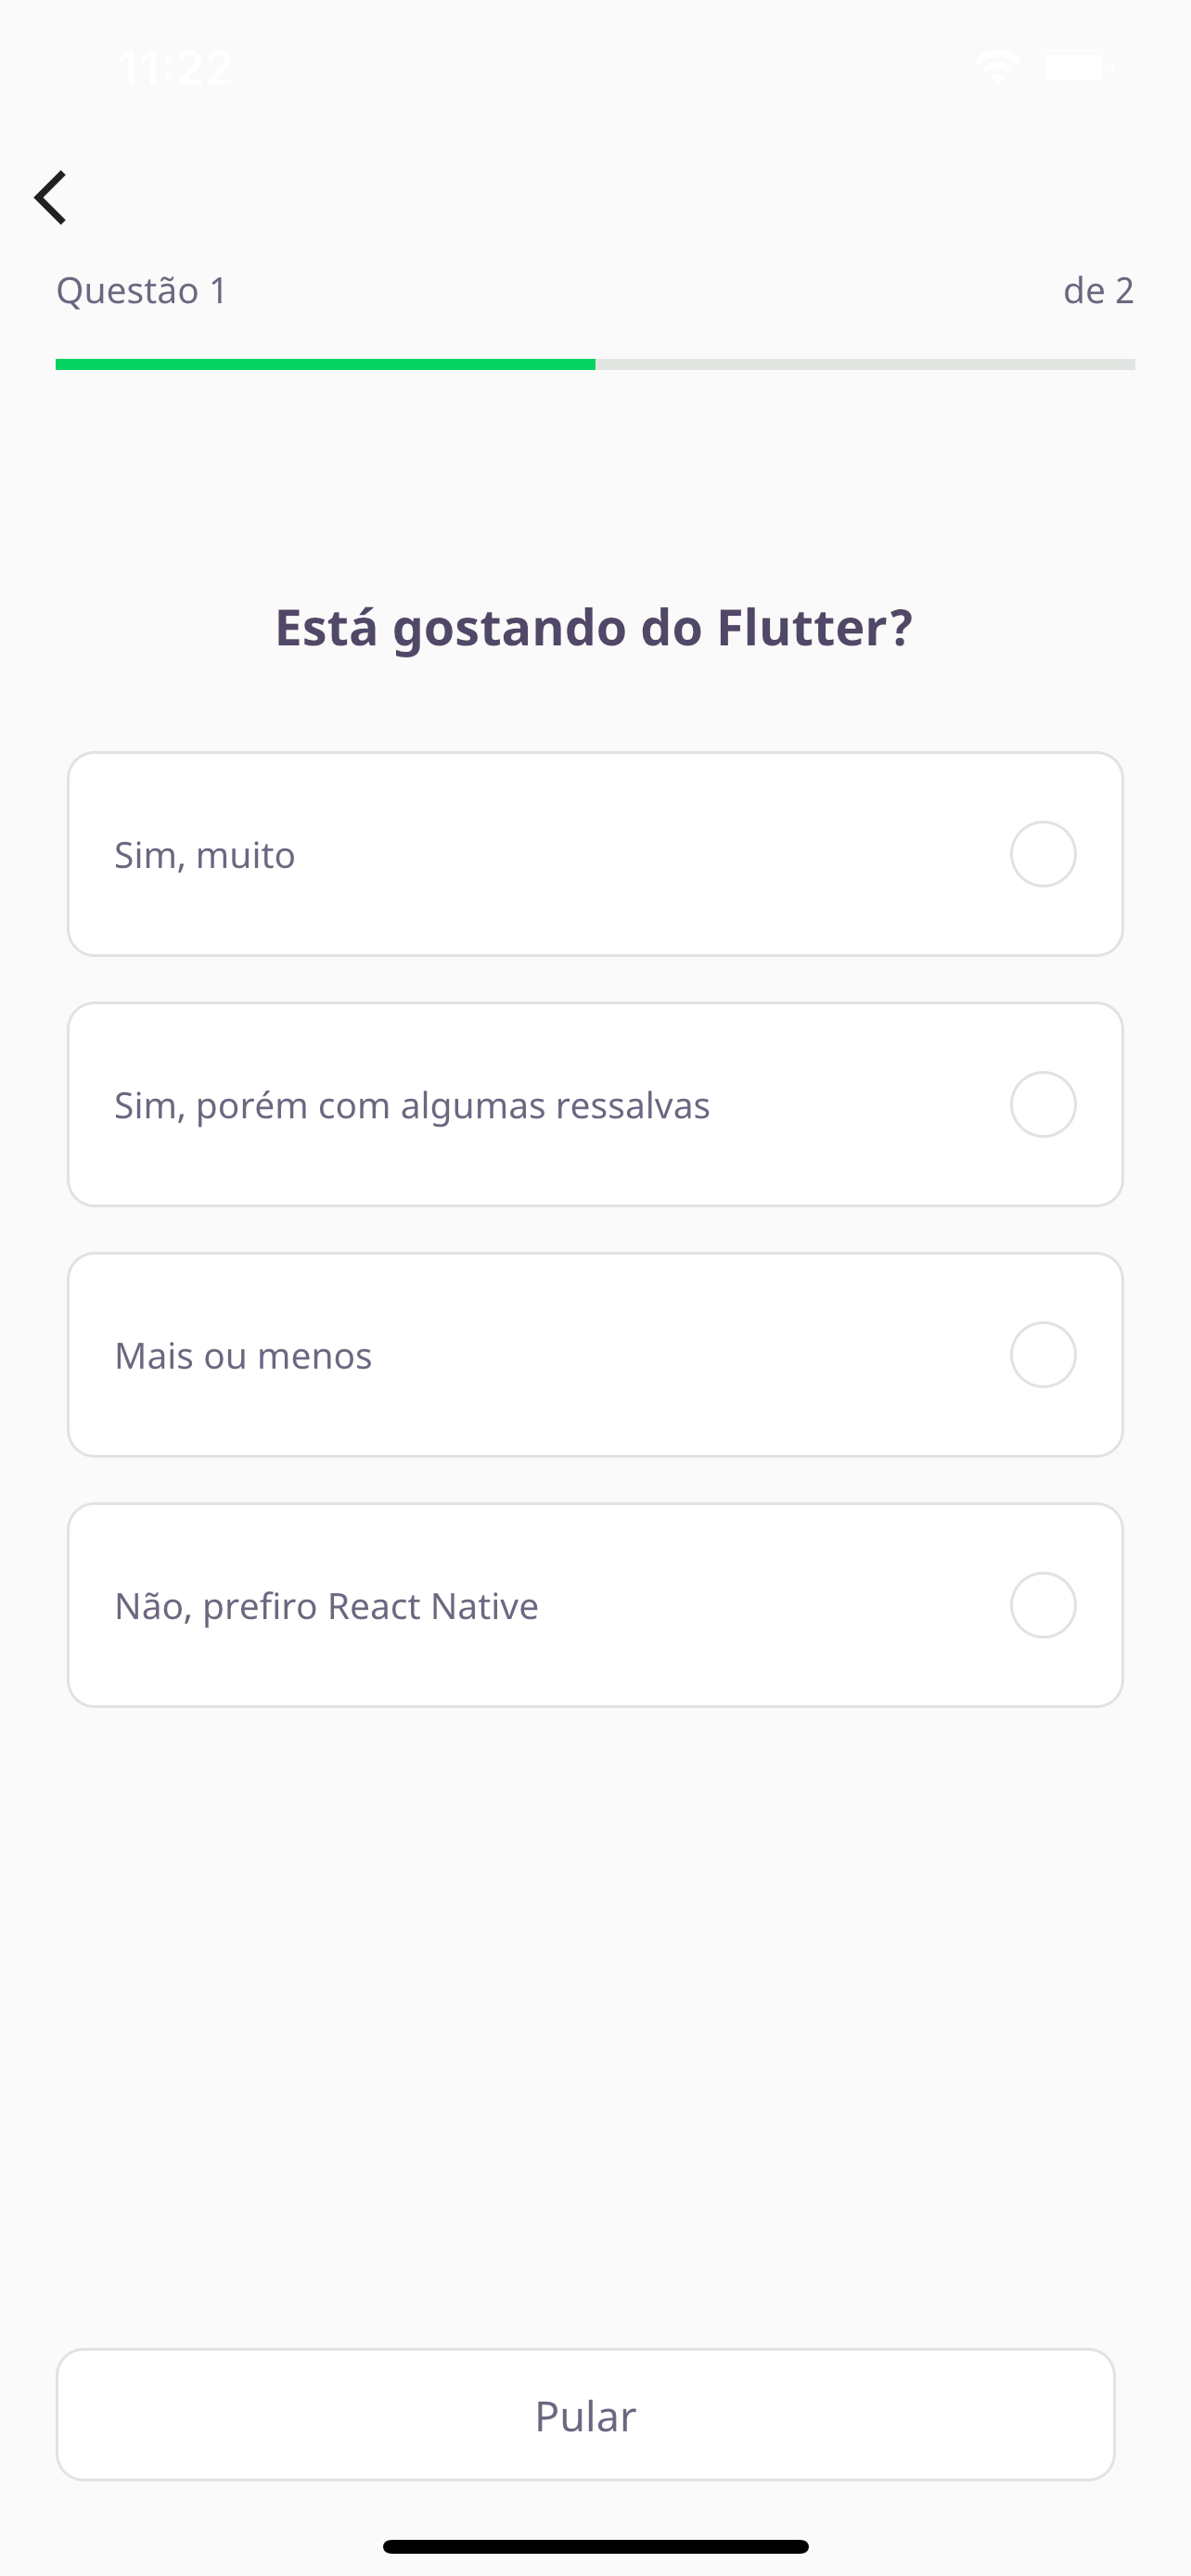 11:22
Questão 1
de 2
Está gostando do Flutter?
Sim, muito
Sim, porém com algumas ressalvas
Mais ou menos
Não, prefiro React Native
Pular